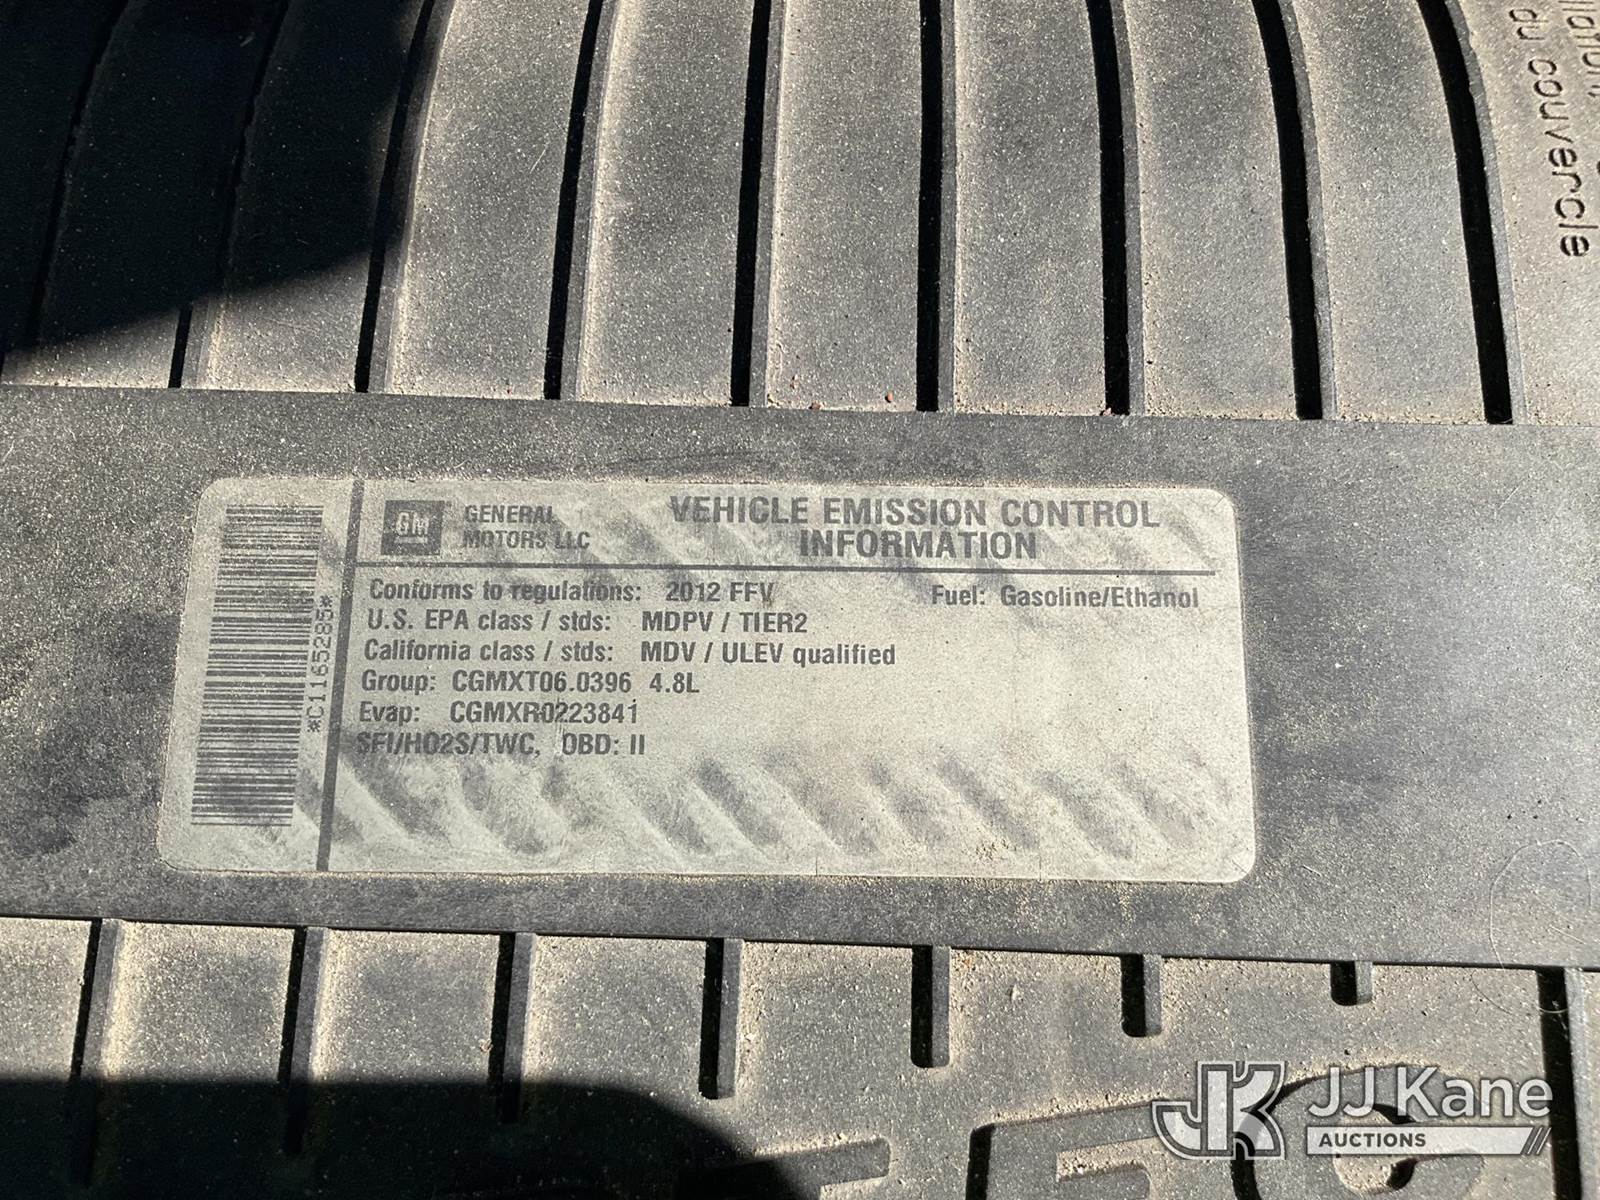 du couvercle
GM
GENERAL
MOTORS LLC
VEHICLE EMISSION CONTROL
INFORMATION
Conforms to regulations: 2012 FFV
Fuel: Gasoline/Ethanol
U.S. EPA class / stds: MDPV / TIER2
California class / stds: MDV / ULEV qualified
Group: CGMXT06.0396 4.8L
Evap: CGMXR0223841
SFI/HO2S/TWC, OBD: II
*C1165285*
JK JJ Kane
AUCTIONS